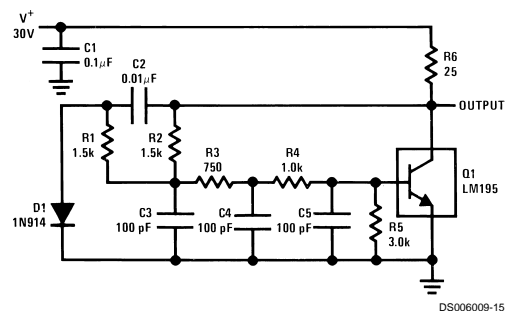 V+
30V
C1
0.1μF
C2
0.01μF
R6
25
OUTPUT
R1
1.5k
R2
1.5k
R3
750
R4
1.0k
Q1
LM195
D1
1N914
C3
100 pF
C4
100 pF
C5
100 pF
R5
3.0k
DS006009-15